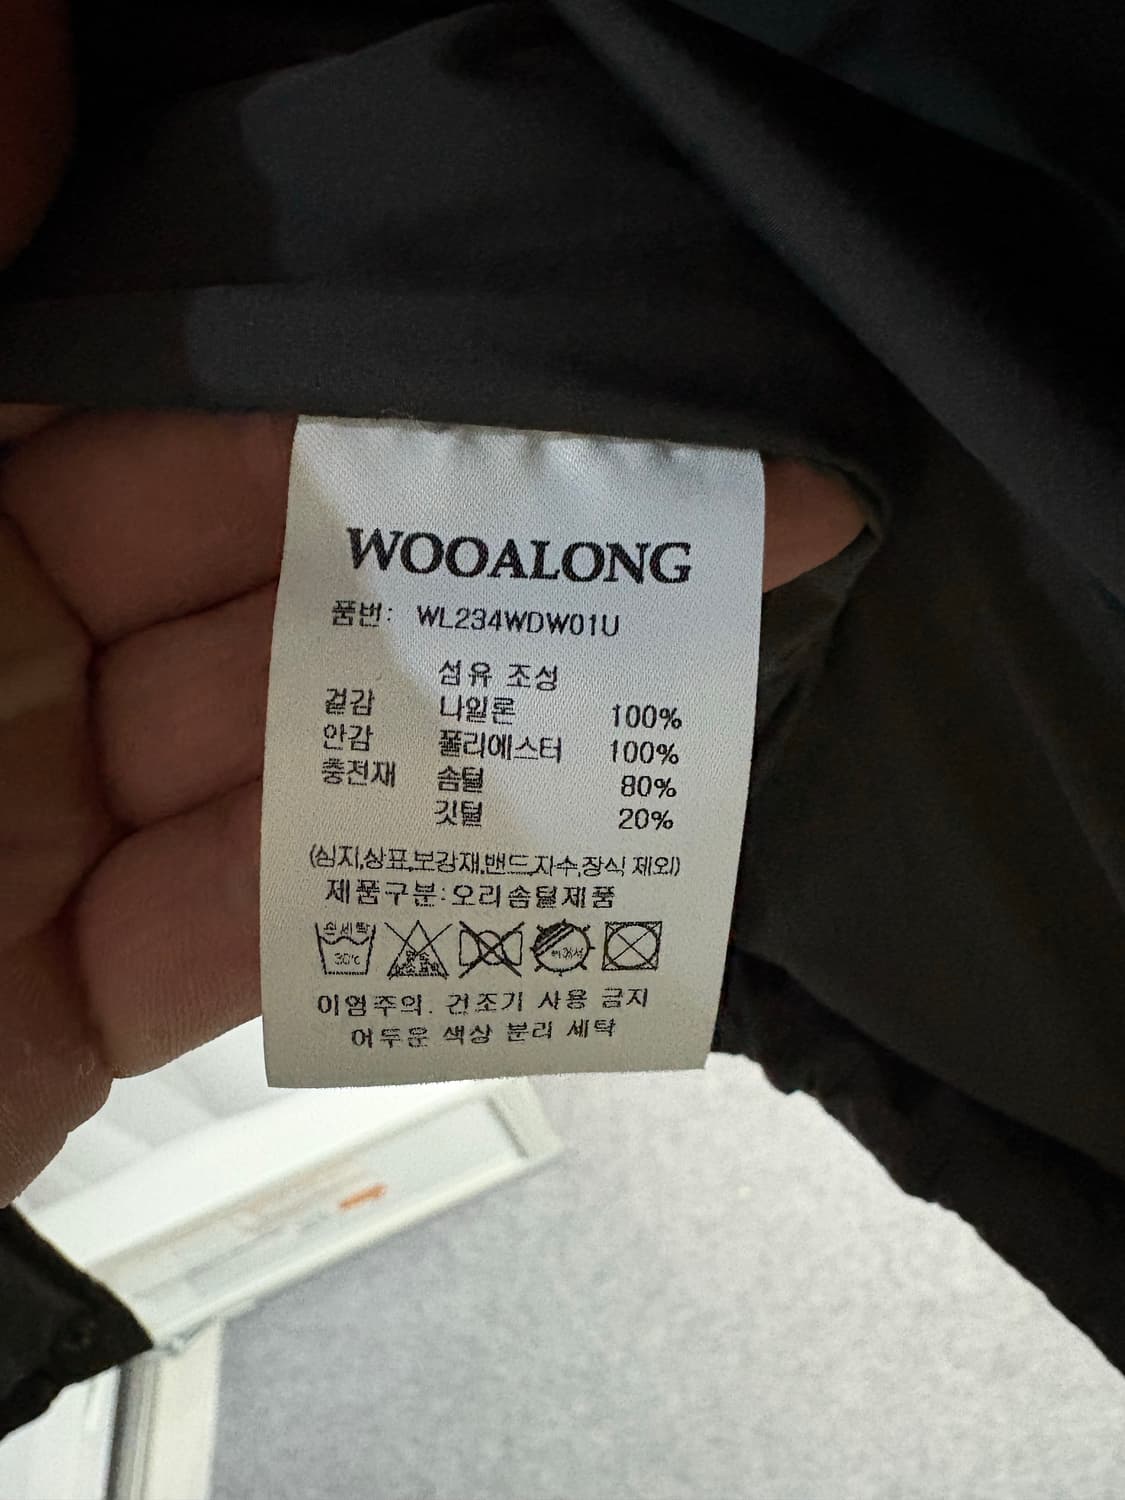 WOOALONG
품번: WL234WDW01U
섬유 조성
겉감 나일론 100%
안감 폴리에스터 100%
충전재 솜털 80%
깃털 20%
(심지,상표,보강재,밴드,자수,장식 제외)
제품구분:오리솜털제품
손세탁
30℃
이염주의. 건조기 사용 금지
어두운 색상 분리 세탁